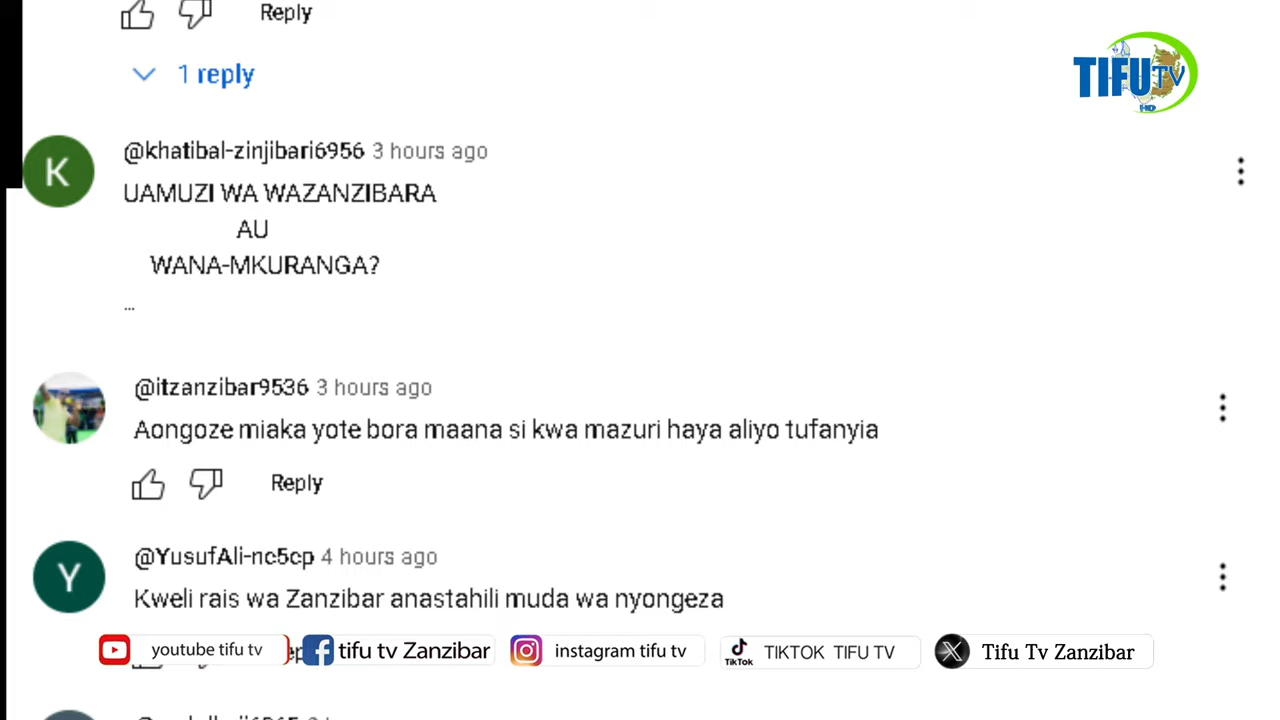 Reply
1 reply
TIFU TV
HD
K
@khatibal-zinjibari6956 3 hours ago
UAMUZI WA WAZANZIBARA
AU
WANA-MKURANGA?
...
@itzanzibar9536 3 hours ago
Aongoze miaka yote bora maana si kwa mazuri haya aliyo tufanyia
Reply
Y
@YusufAli-nc5cp 4 hours ago
Kweli rais wa Zanzibar anastahili muda wa nyongeza
youtube tifu tv
tifu tv Zanzibar
instagram tifu tv
TikTok
TIKTOK TIFU TV
Tifu Tv Zanzibar